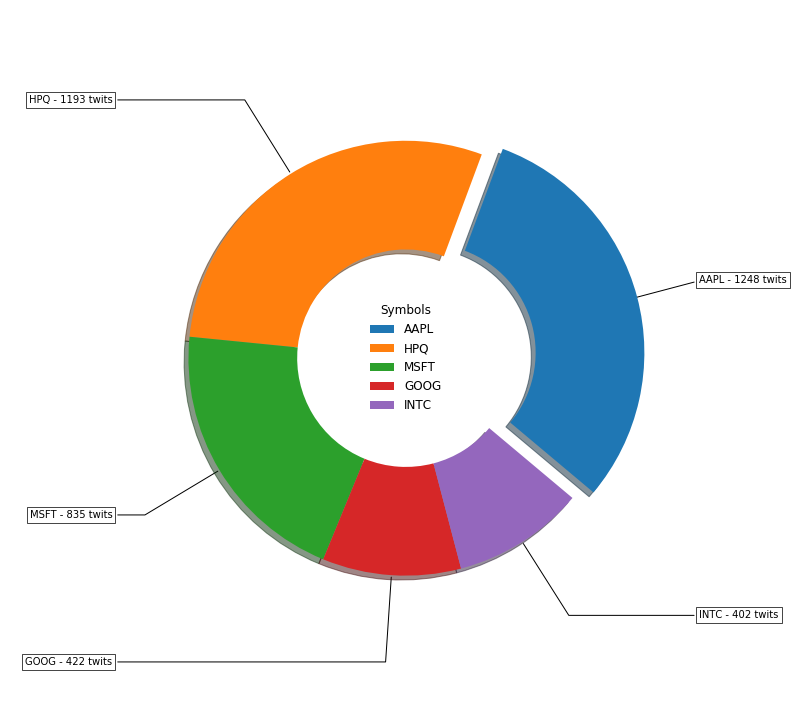 HPQ - 1193 twits
AAPL - 1248 twits
Symbols
AAPL
HPQ
MSFT
GOOG
INTC
MSFT - 835 twits
INTC - 402 twits
GOOG - 422 twits